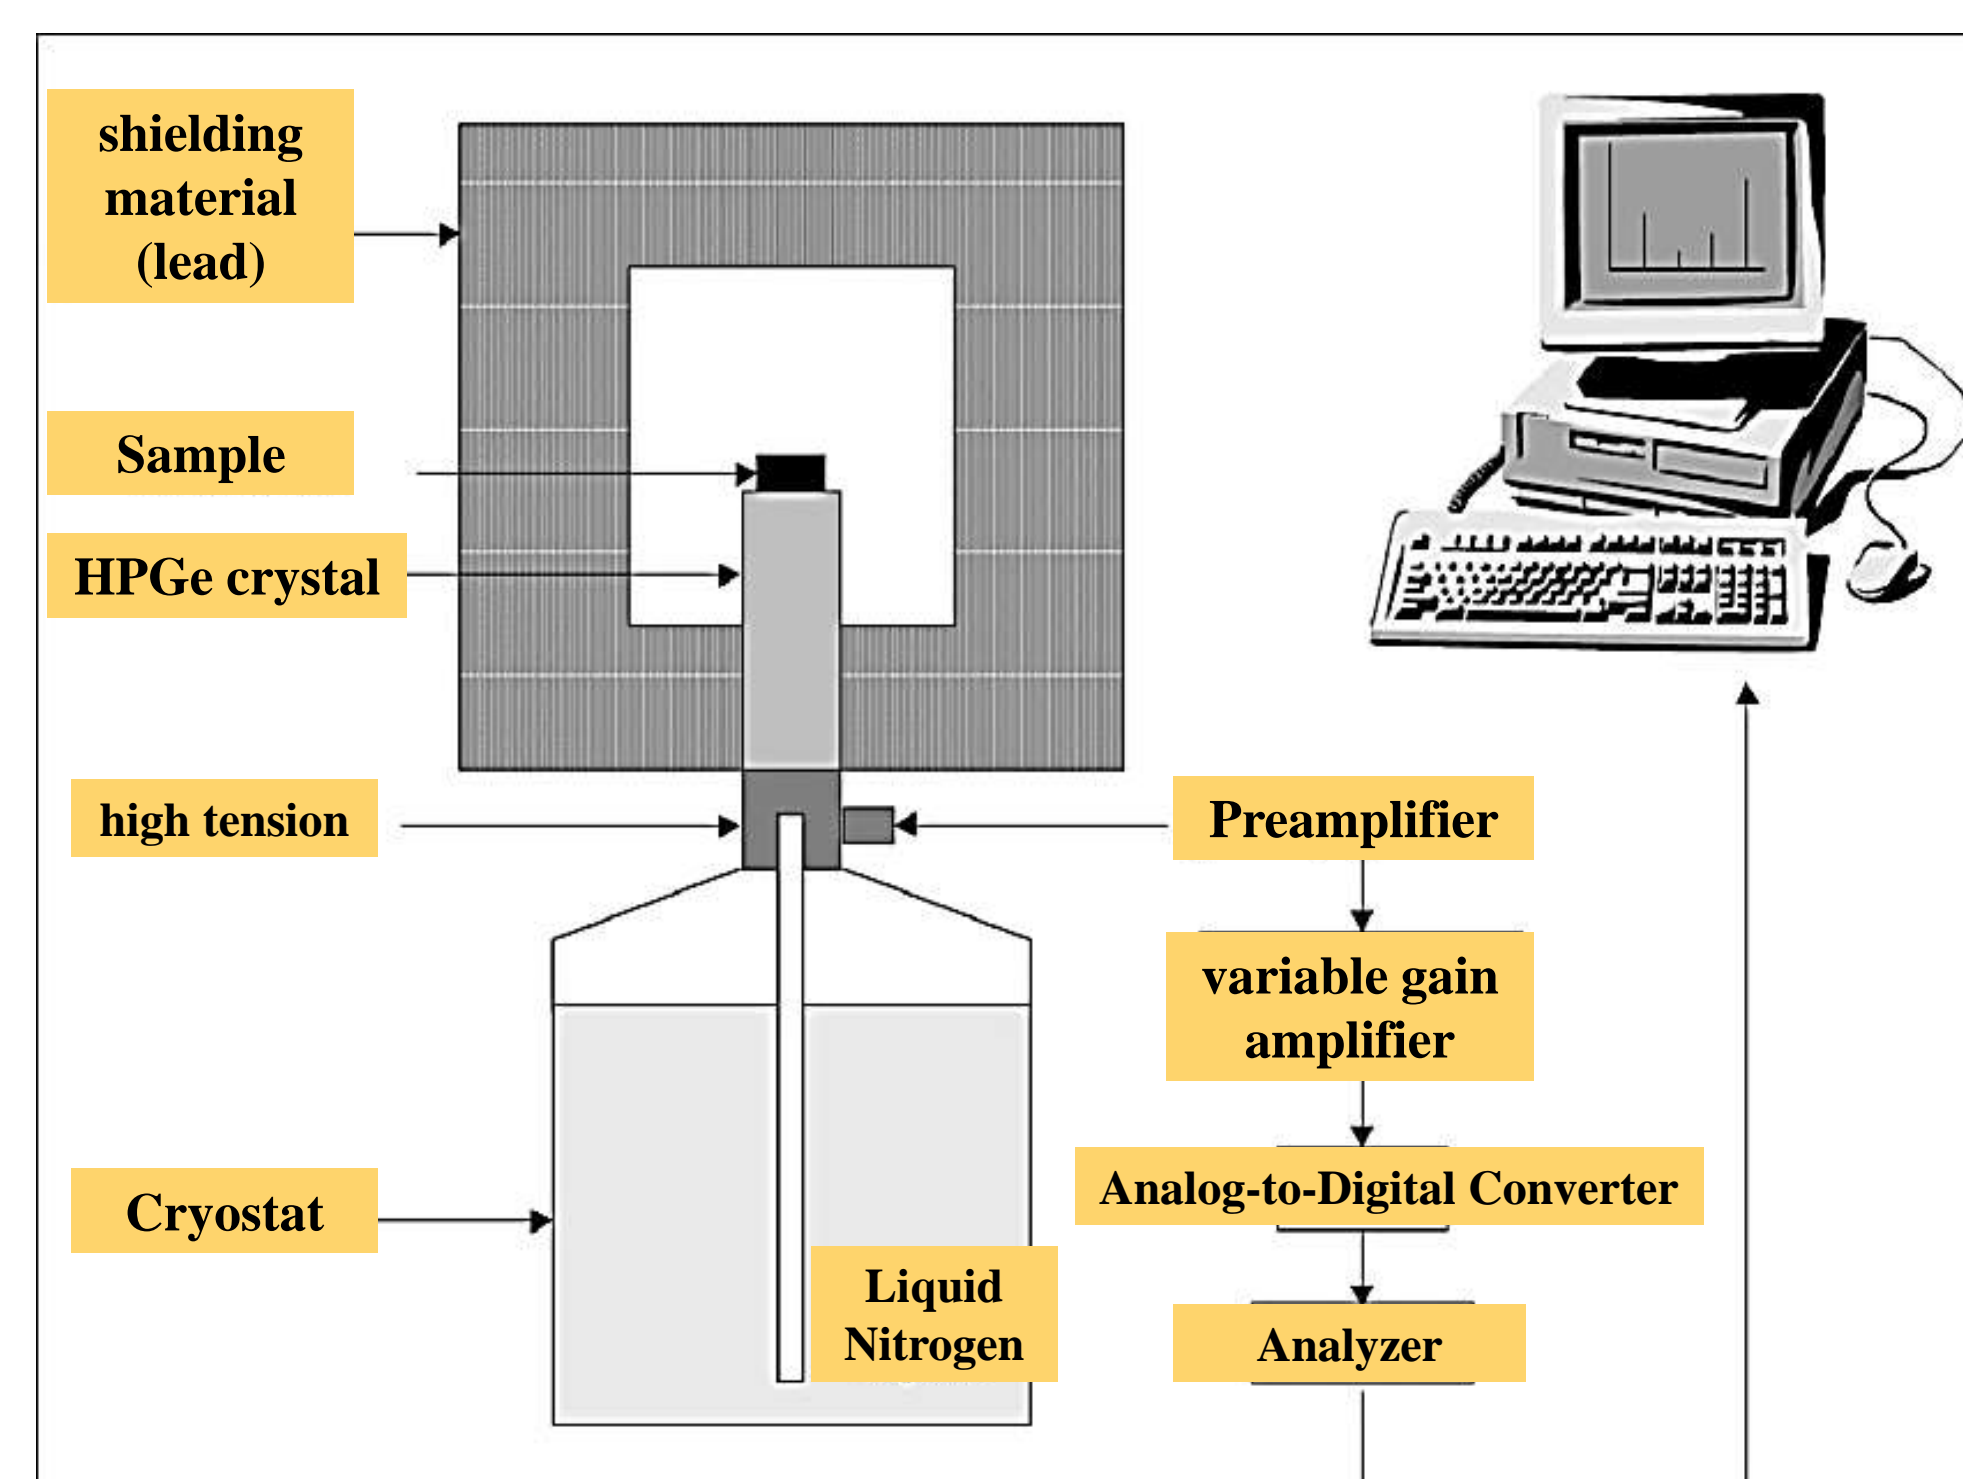 shielding
material
(lead)
Sample
HPGe crystal
high tension
Preamplifier
variable gain
amplifier
Analog-to-Digital Converter
Cryostat
Liquid
Nitrogen
Analyzer